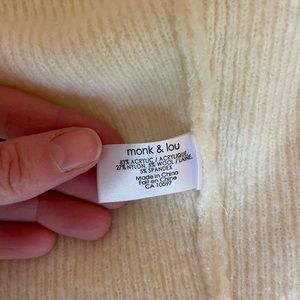 monk & lou
63% ACRYLIC / ACRYLIQUE,
27% NYLON, 5% WOOL / LAINE,
5% SPANDEX
Made in China
Fait en Chine
CA 10597